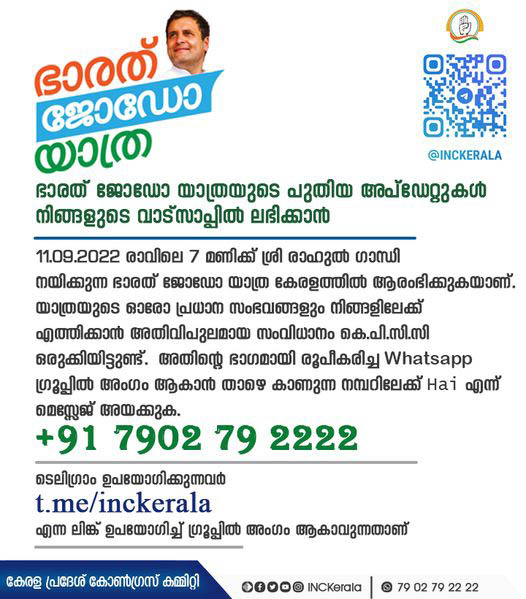 ഭാരത്
ജോഡോ
യാത്ര
@INCKERALA
ഭാരത് ജോഡോ യാത്രയുടെ പുതിയ അപ്ഡേറ്റുകൾ
നിങ്ങളുടെ വാട്സാപ്പിൽ ലഭിക്കാൻ
11.09.2022 രാവിലെ 7 മണിക്ക് ശ്രി രാഹുൽ ഗാന്ധി
നയിക്കുന്ന ഭാരത് ജോഡോ യാത്ര കേരളത്തിൽ ആരംഭിക്കുകയാണ്.
യാത്രയുടെ ഓരോ പ്രധാന സംഭവങ്ങളും നിങ്ങളിലേക്ക്
എത്തിക്കാൻ അതിവിപുലമായ സംവിധാനം കെ.പി.സി.സി
ഒരുക്കിയിട്ടുണ്ട്. അതിന്റെ ഭാഗമായി രൂപീകരിച്ച Whatsapp
ഗ്രൂപ്പിൽ അംഗം ആകാൻ താഴെ കാണുന്ന നമ്പറിലേക്ക് Hai എന്ന്
മെസ്സേജ് അയക്കുക.
+91 7902 79 2222
ടെലിഗ്രാം ഉപയോഗിക്കുന്നവർ
t.me/inckerala
എന്ന ലിങ്ക് ഉപയോഗിച്ച് ഗ്രൂപ്പിൽ അംഗം ആകാവുന്നതാണ്
കേരള പ്രദേശ് കോൺഗ്രസ് കമ്മിറ്റി
INCKerala
79 02 79 22 22